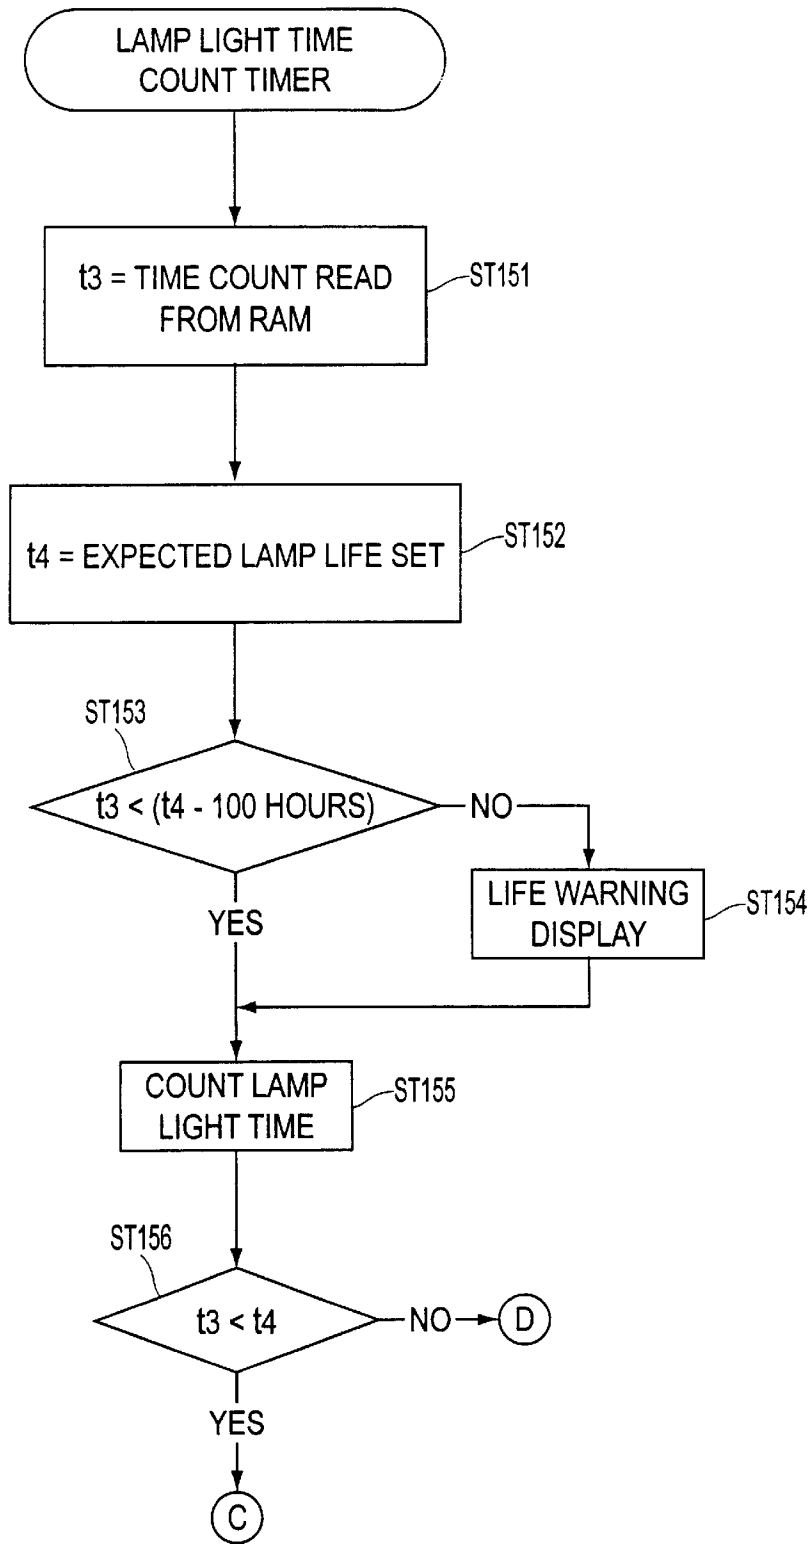 LAMP LIGHT TIME
COUNT TIMER
t3 = TIME COUNT READ
FROM RAM
ST151
t4 = EXPECTED LAMP LIFE SET
ST152
ST153
t3 < (t4 - 100 HOURS)
NO
YES
LIFE WARNING
DISPLAY
ST154
COUNT LAMP
LIGHT TIME
ST155
ST156
t3 < t4
NO
D
YES
C